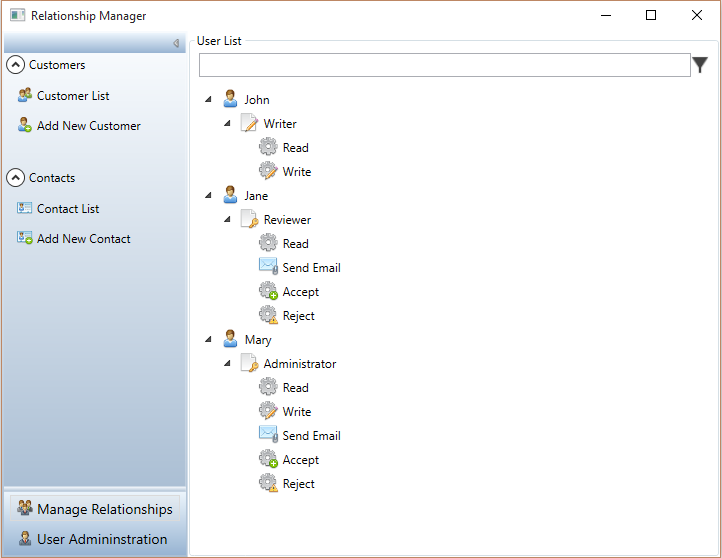 Relationship Manager
Customers
Customer List
Add New Customer
Contacts
Contact List
Add New Contact
Manage Relationships
User Admininstration
User List
John
Writer
Read
Write
Jane
Reviewer
Read
Send Email
Accept
Reject
Mary
Administrator
Read
Write
Send Email
Accept
Reject